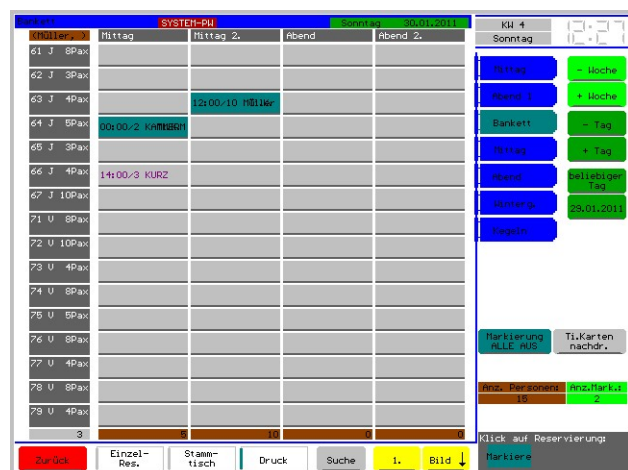 Bankett SYSTEM-PW Sonntag 30.01.2011
(Müller, ) Mittag Mittag 2. Abend Abend 2.
KW 4
Sonntag
12:27
61 J 8Pax
62 J 3Pax
63 J 4Pax 12:00/10 Müller
64 J 5Pax 00:00/2
65 J 3Pax
66 J 4Pax 14:00/3 KURZ
67 J 10Pax
71 V 8Pax
72 V 10Pax
73 V 4Pax
74 V 8Pax
75 V 5Pax
76 V 8Pax
77 V 4Pax
78 V 8Pax
79 V 4Pax
3 5 10 0 0
Mittag - Woche
Abend + Woche
Bankett - Tag
Mittag + Tag
Abend beliebiger Tag
29.01.2011
Kegeln
Markierung ALLE AUS
Ti.Karten nachdr.
Anz. Personen: Anz.Mark.:
15 2
Klick auf Reservierung:
Markiere
Zurück
Einzel-Res.
Stamm-tisch
Druck
Suche
1.
Bild ↓